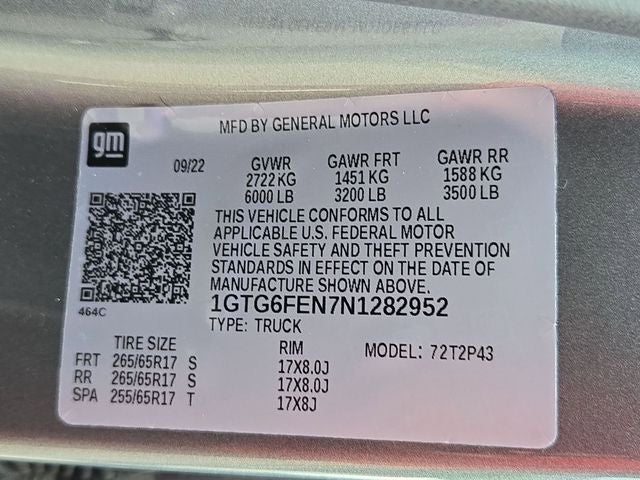 gm
MFD BY GENERAL MOTORS LLC
09/22 GVWR GAWR FRT GAWR RR
2722 KG 1451 KG 1588 KG
6000 LB 3200 LB 3500 LB
THIS VEHICLE CONFORMS TO ALL
APPLICABLE U.S. FEDERAL MOTOR
VEHICLE SAFETY AND THEFT PREVENTION
STANDARDS IN EFFECT ON THE DATE OF
MANUFACTURE SHOWN ABOVE.
464C
1GTG6FEN7N1282952
TYPE: TRUCK
TIRE SIZE RIM MODEL: 72T2P43
FRT 265/65R17 S 17X8.0J
RR 265/65R17 S 17X8.0J
SPA 255/65R17 T 17X8J